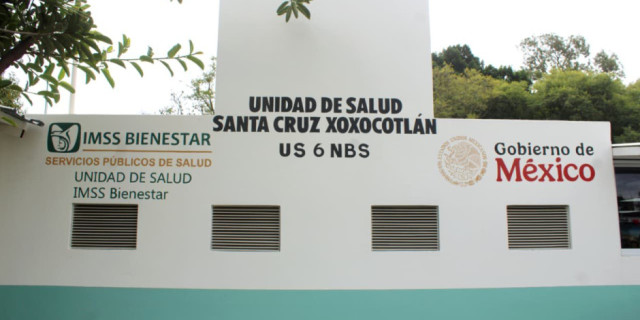 UNIDAD DE SALUD
SANTA CRUZ XOXOCOTLÁN
US 6 NBS
IMSS BIENESTAR
SERVICIOS PÚBLICOS DE SALUD
UNIDAD DE SALUD
IMSS Bienestar
Gobierno de
México